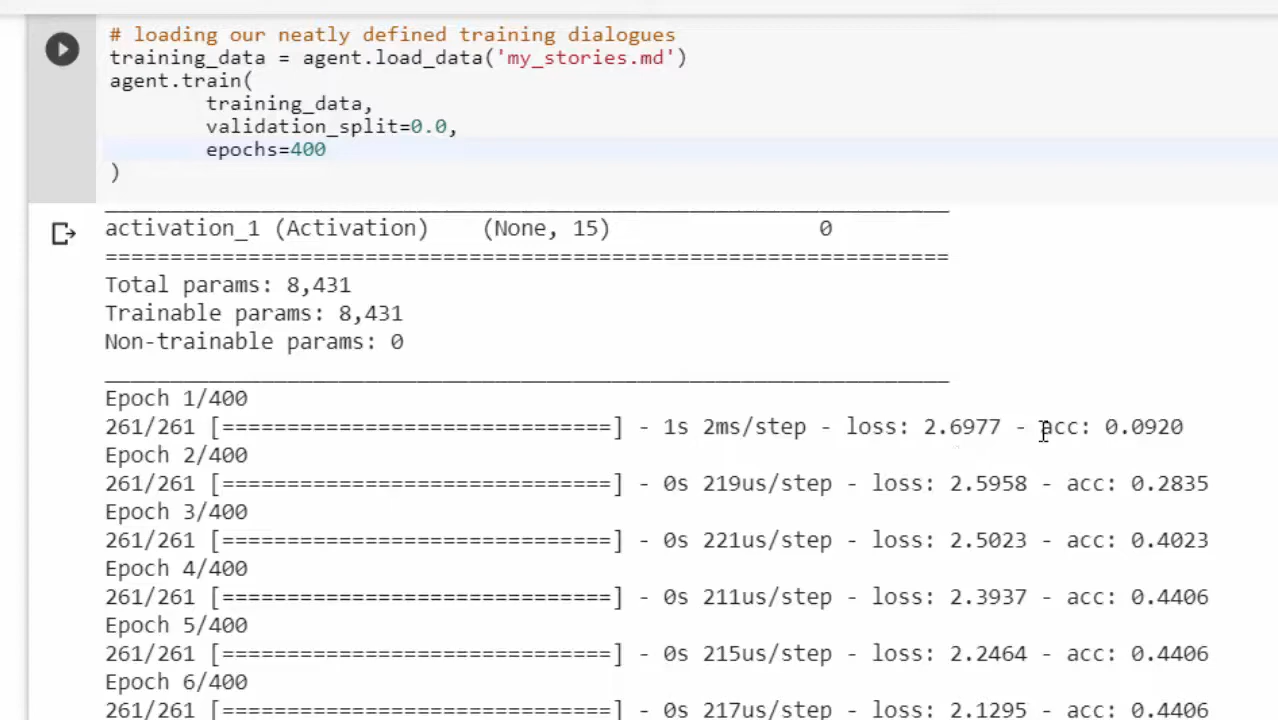 # loading our neatly defined training dialogues
training_data = agent.load_data('my_stories.md')
agent.train(
        training_data,
        validation_split=0.0,
        epochs=400
)
_________________________________________________________________
activation_1 (Activation)    (None, 15)                0
=================================================================
Total params: 8,431
Trainable params: 8,431
Non-trainable params: 0
_________________________________________________________________
Epoch 1/400
261/261 [==============================] - 1s 2ms/step - loss: 2.6977 - acc: 0.0920
Epoch 2/400
261/261 [==============================] - 0s 219us/step - loss: 2.5958 - acc: 0.2835
Epoch 3/400
261/261 [==============================] - 0s 221us/step - loss: 2.5023 - acc: 0.4023
Epoch 4/400
261/261 [==============================] - 0s 211us/step - loss: 2.3937 - acc: 0.4406
Epoch 5/400
261/261 [==============================] - 0s 215us/step - loss: 2.2464 - acc: 0.4406
Epoch 6/400
261/261 [==============================] - 0s 217us/step - loss: 2.1295 - acc: 0.4406